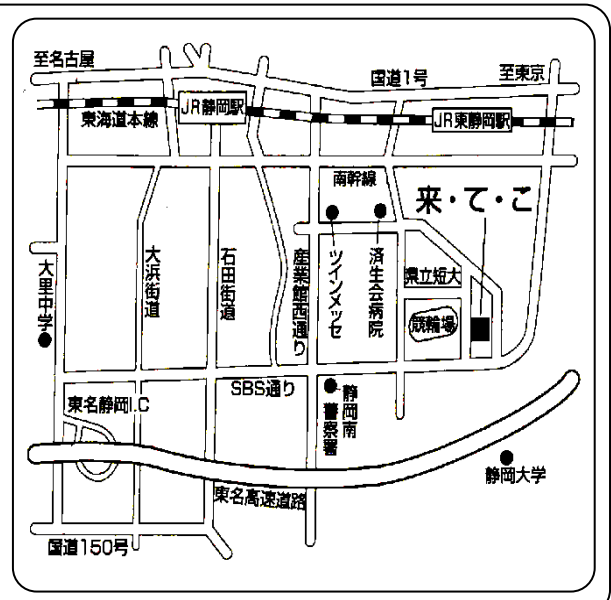 至名古屋
国道1号
至東京
東海道本線
JR静岡駅
JR東静岡駅
南幹線
来・て・こ
大里中学
大浜街道
石田街道
産業館西通り
ツインメッセ
済生会病院
県立短大
競輪場
SBS通り
静岡南
警察署
東名静岡I.C
東名高速道路
静岡大学
国道150号